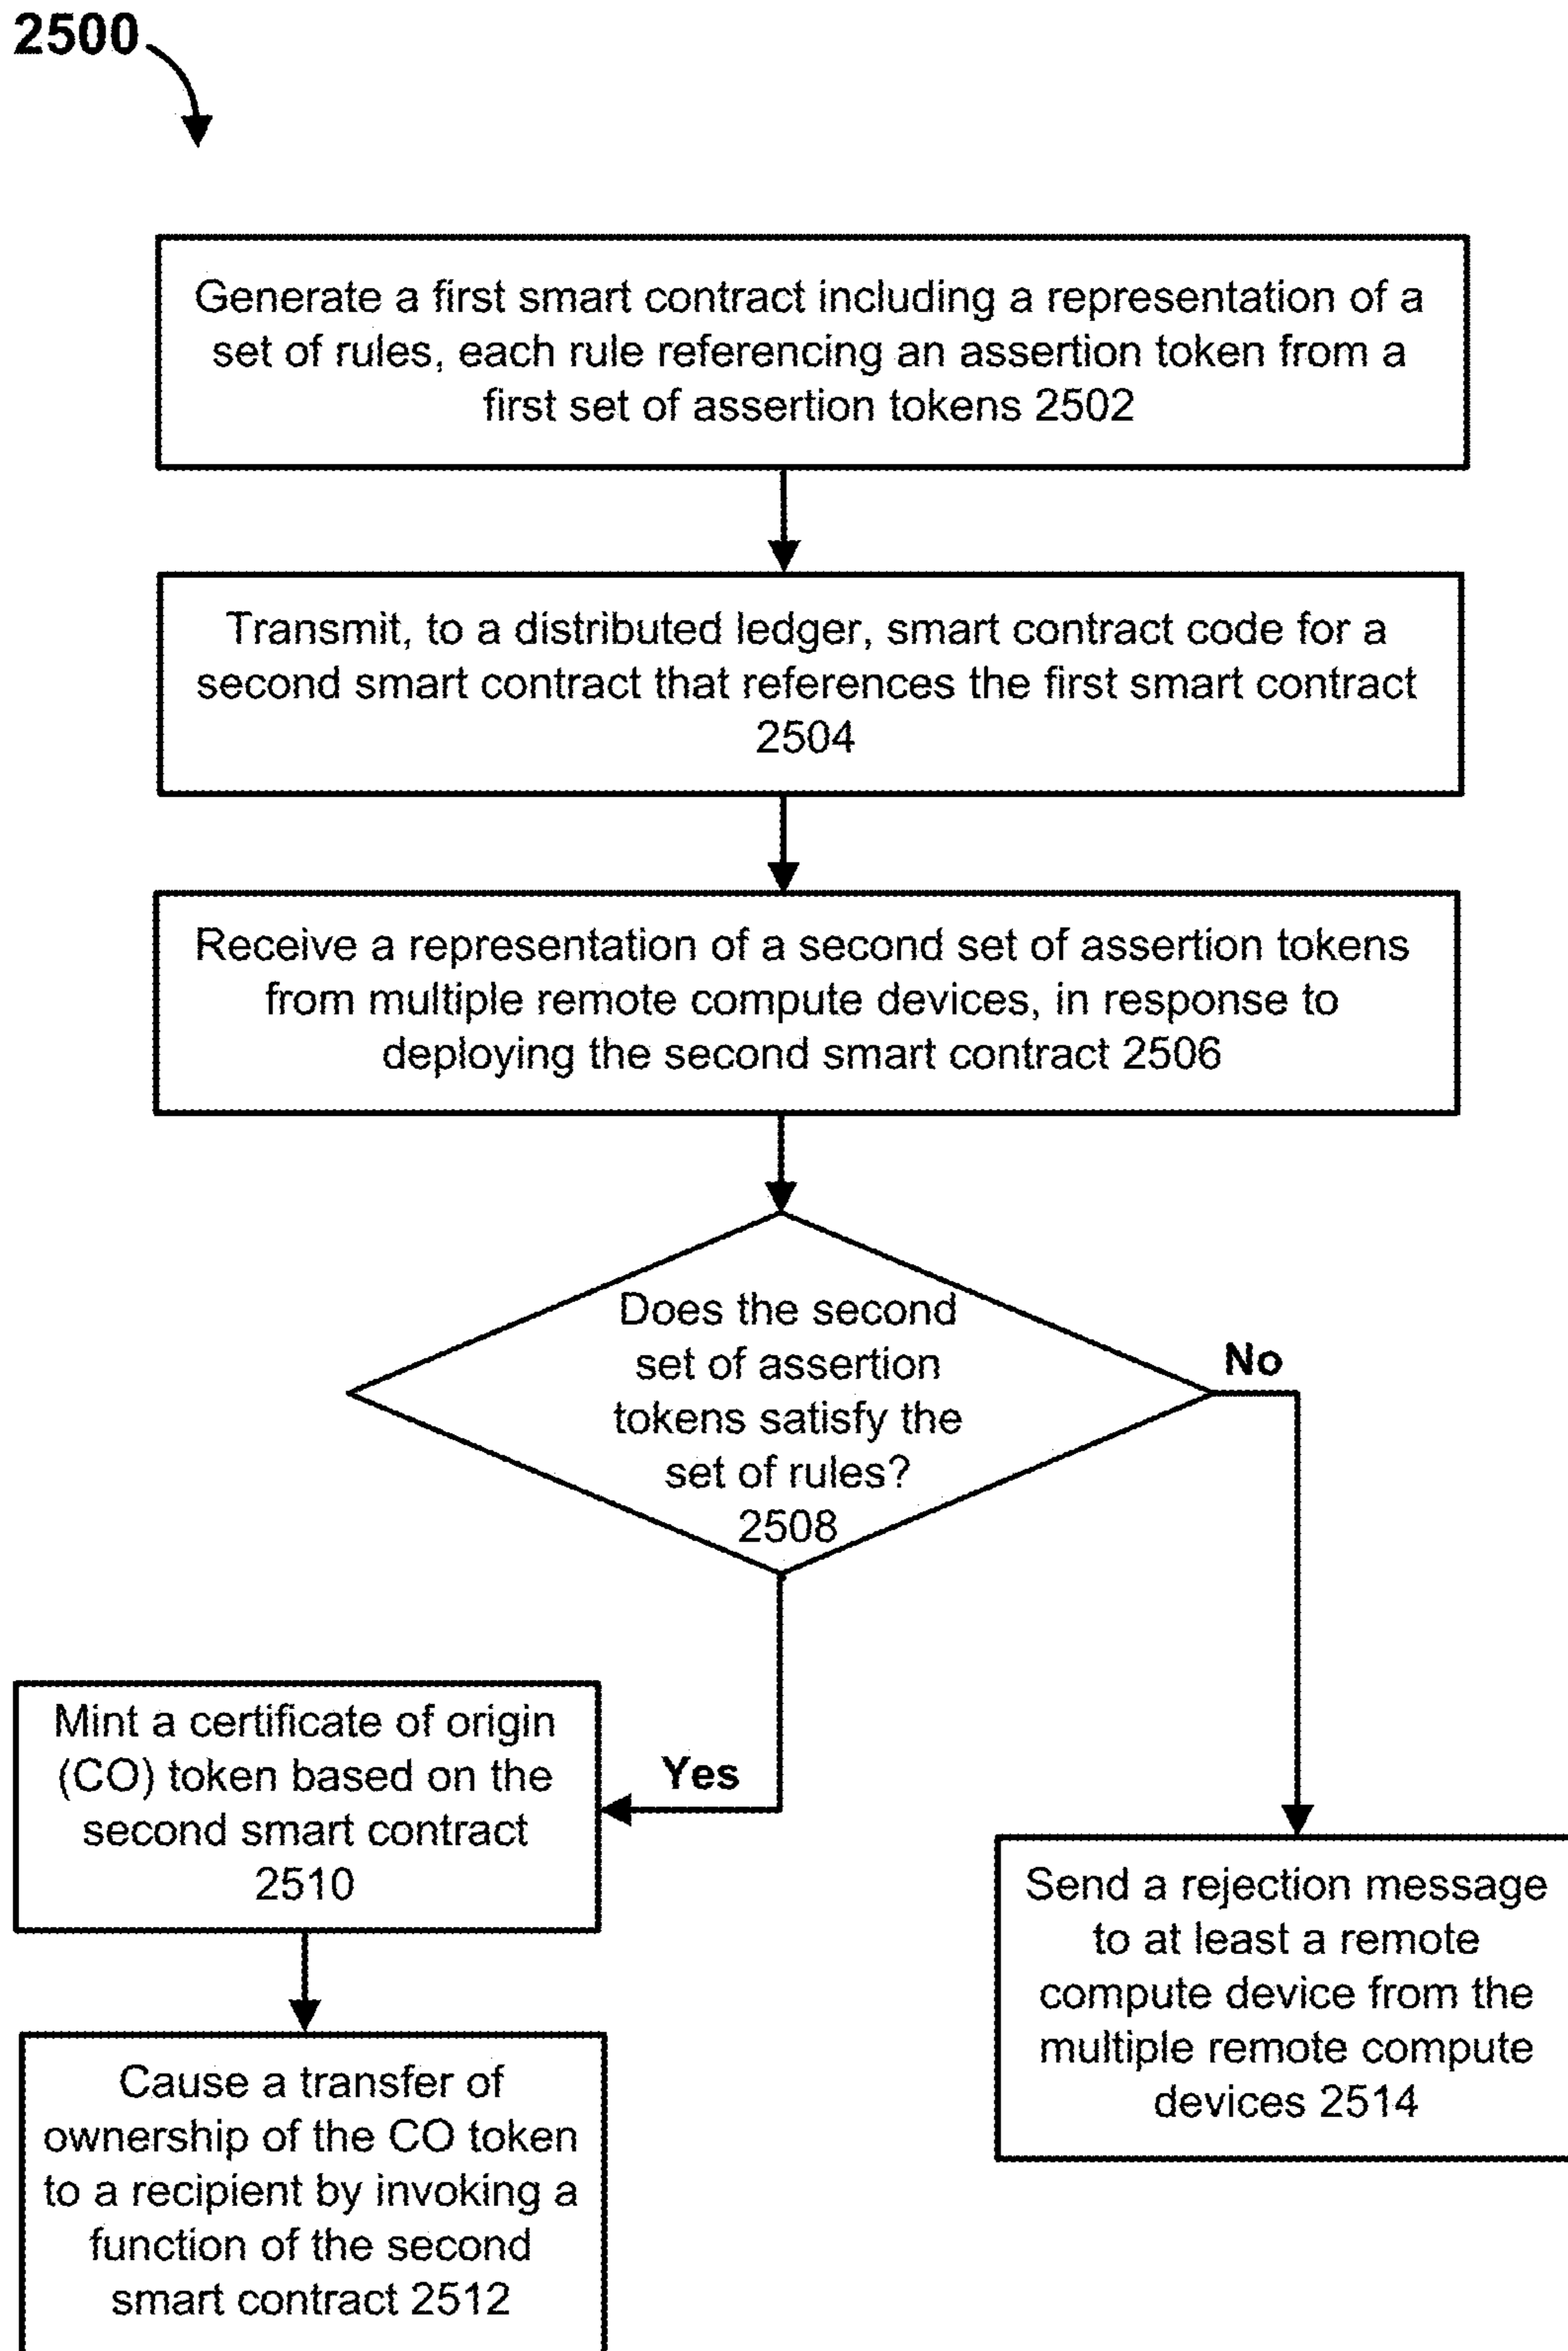 2500
Generate a first smart contract including a representation of a
set of rules, each rule referencing an assertion token from a
first set of assertion tokens 2502
Transmit, to a distributed ledger, smart contract code for a
second smart contract that references the first smart contract
2504
Receive a representation of a second set of assertion tokens
from multiple remote compute devices, in response to
deploying the second smart contract 2506
Does the second
set of assertion
tokens satisfy the
set of rules?
2508
No
Yes
Mint a certificate of origin
(CO) token based on the
second smart contract
2510
Send a rejection message
to at least a remote
compute device from the
multiple remote compute
devices 2514
Cause a transfer of
ownership of the CO token
to a recipient by invoking a
function of the second
smart contract 2512